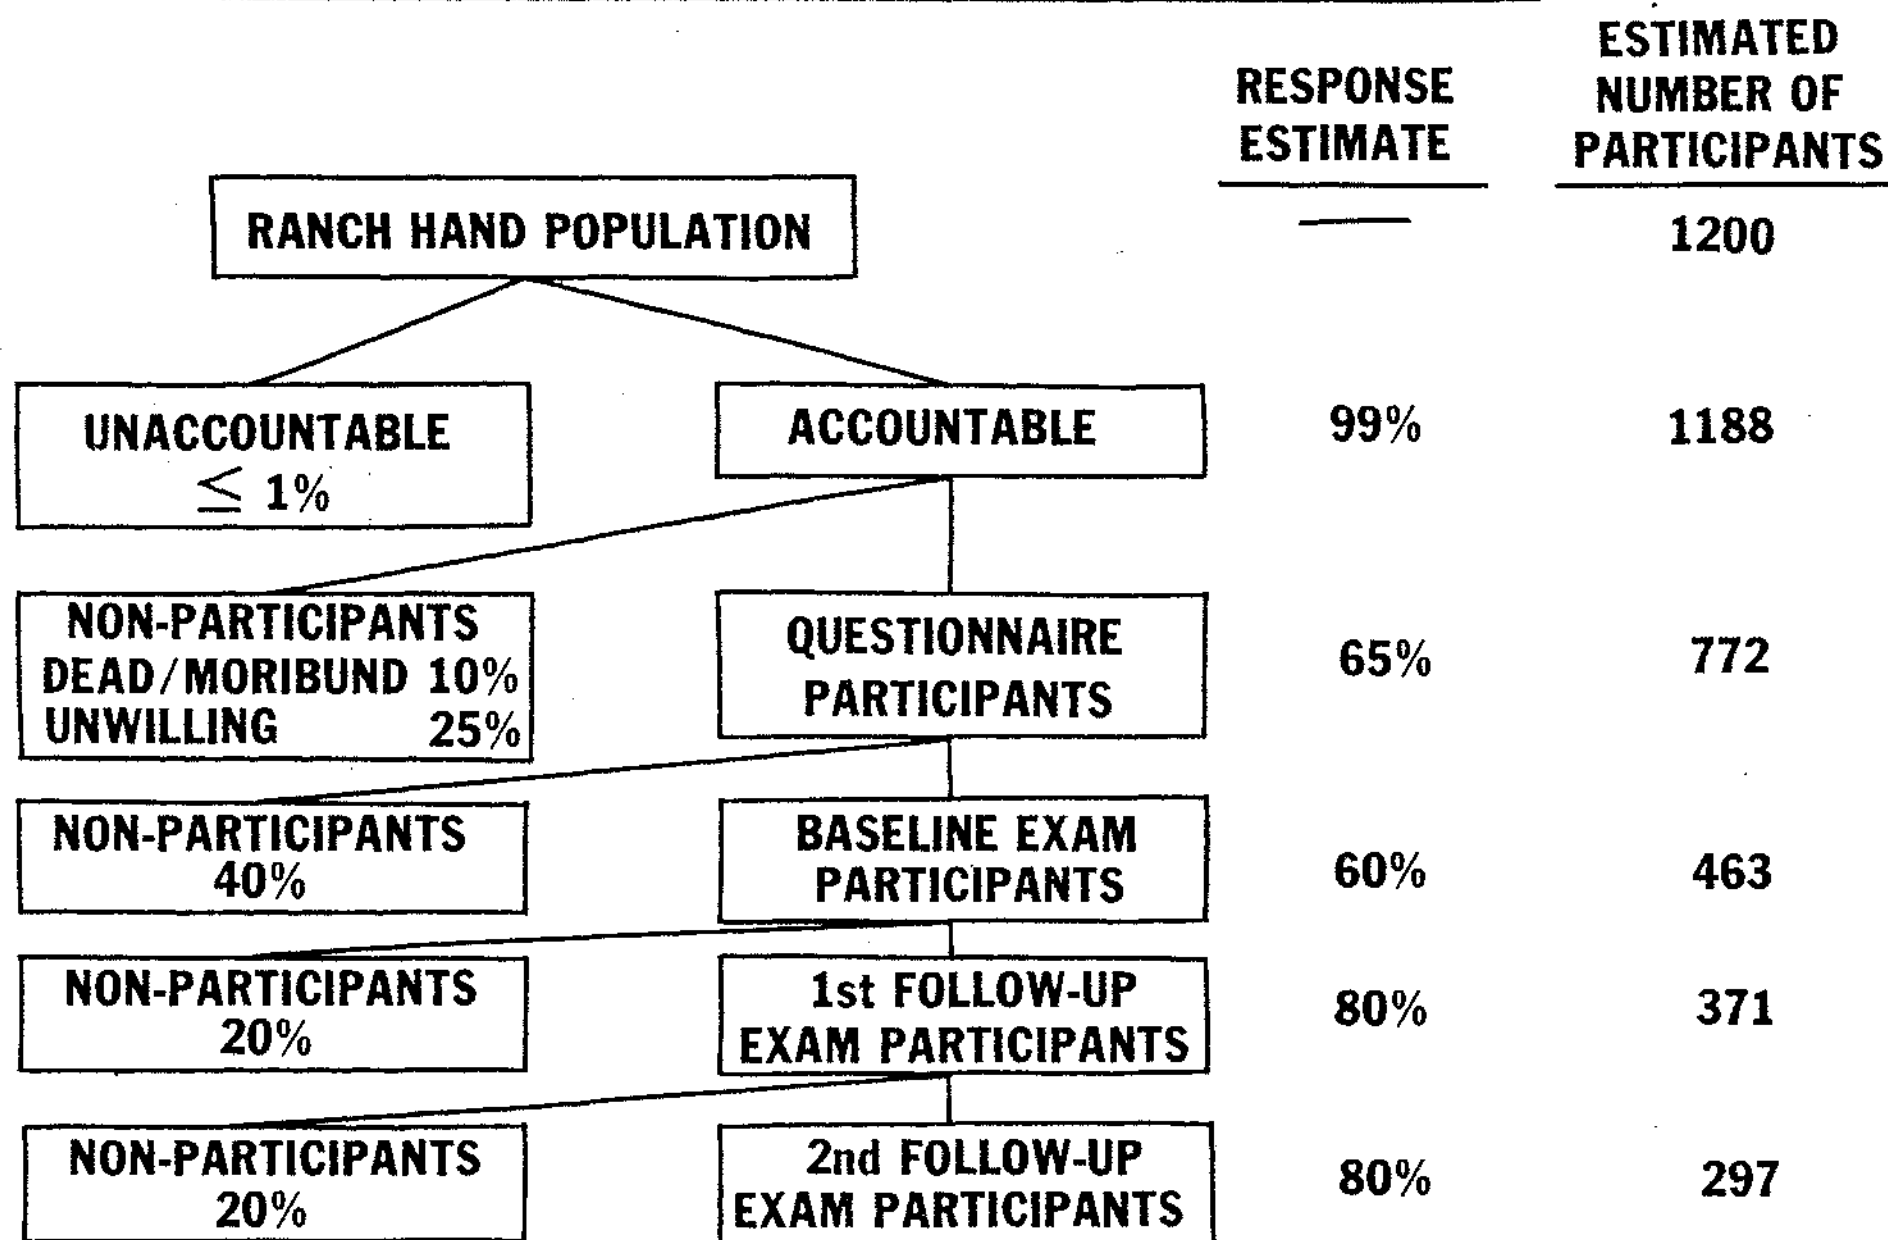 RESPONSE
ESTIMATE
ESTIMATED
NUMBER OF
PARTICIPANTS
RANCH HAND POPULATION
—
1200
UNACCOUNTABLE
≤ 1%
ACCOUNTABLE
99%
1188
NON-PARTICIPANTS
DEAD/MORIBUND 10%
UNWILLING 25%
QUESTIONNAIRE
PARTICIPANTS
65%
772
NON-PARTICIPANTS
40%
BASELINE EXAM
PARTICIPANTS
60%
463
NON-PARTICIPANTS
20%
1st FOLLOW-UP
EXAM PARTICIPANTS
80%
371
NON-PARTICIPANTS
20%
2nd FOLLOW-UP
EXAM PARTICIPANTS
80%
297